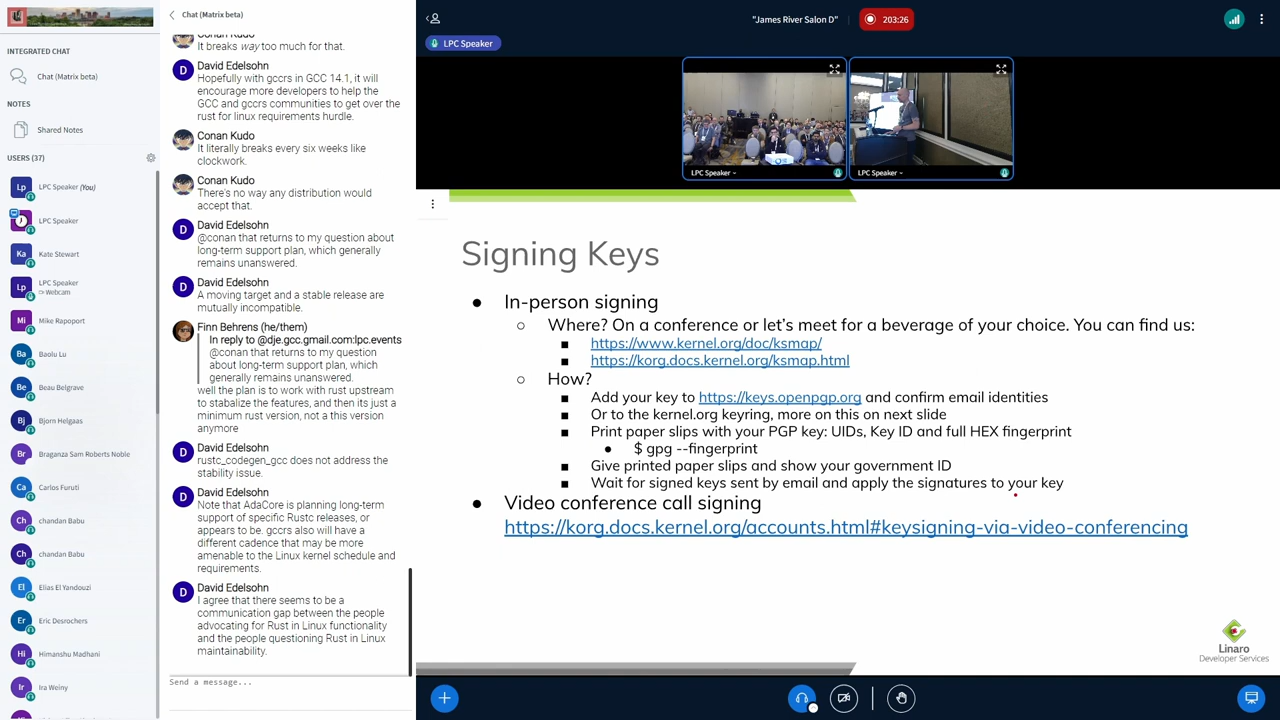 INTEGRATED CHAT
Chat (Matrix beta)
NOTES
Shared Notes
USERS (37)
Lp
LPC Speaker (You)
LPC Speaker
Ka
Kate Stewart
Lp
LPC Speaker
Webcam
Mi
Mike Rapoport
Ba
Baolu Lu
Be
Beau Belgrave
Bj
Bjorn Helgaas
Br
Braganza Sam Roberts Noble
Ca
Carlos Furuti
Ch
chandan Babu
Ch
chandan Babu
El
Elias El Yandouzi
Er
Eric Desrochers
Hi
Himanshu Madhani
Ir
Ira Weiny
Chat (Matrix beta)
Conan Kudo
It breaks way too much for that.
D
David Edelsohn
Hopefully with gccrs in GCC 14.1, it will
encourage more developers to help the
GCC and gccrs communities to get over the
rust for linux requirements hurdle.
Conan Kudo
It literally breaks every six weeks like
clockwork.
Conan Kudo
There's no way any distribution would
accept that.
D
David Edelsohn
@conan that returns to my question about
long-term support plan, which generally
remains unanswered.
D
David Edelsohn
A moving target and a stable release are
mutually incompatible.
Finn Behrens (he/them)
In reply to @dje.gcc.gmail.com:lpc.events
@conan that returns to my question
about long-term support plan, which
generally remains unanswered.
well the plan is to work with rust upstream
to stabalize the features, and then its just a
minimum rust version, not a this version
anymore
D
David Edelsohn
rustc_codegen_gcc does not address the
stability issue.
D
David Edelsohn
Note that AdaCore is planning long-term
support of specific Rustc releases, or
appear to be. gccrs also will have a
different cadence that may be more
amenable to the Linux kernel schedule and
requirements.
D
David Edelsohn
I agree that there seems to be a
communication gap between the people
advocating for Rust in Linux functionality
and the people questioning Rust in Linux
maintainability.
Send a message...
"James River Salon D"
203:26
LPC Speaker
LPC Speaker
LPC Speaker
Signing Keys
● In-person signing
○ Where? On a conference or let's meet for a beverage of your choice. You can find us:
■ https://www.kernel.org/doc/ksmap/
■ https://korg.docs.kernel.org/ksmap.html
○ How?
■ Add your key to https://keys.openpgp.org and confirm email identities
■ Or to the kernel.org keyring, more on this on next slide
■ Print paper slips with your PGP key: UIDs, Key ID and full HEX fingerprint
● $ gpg --fingerprint
■ Give printed paper slips and show your government ID
■ Wait for signed keys sent by email and apply the signatures to your key
● Video conference call signing
https://korg.docs.kernel.org/accounts.html#keysigning-via-video-conferencing
Linaro
Developer Services